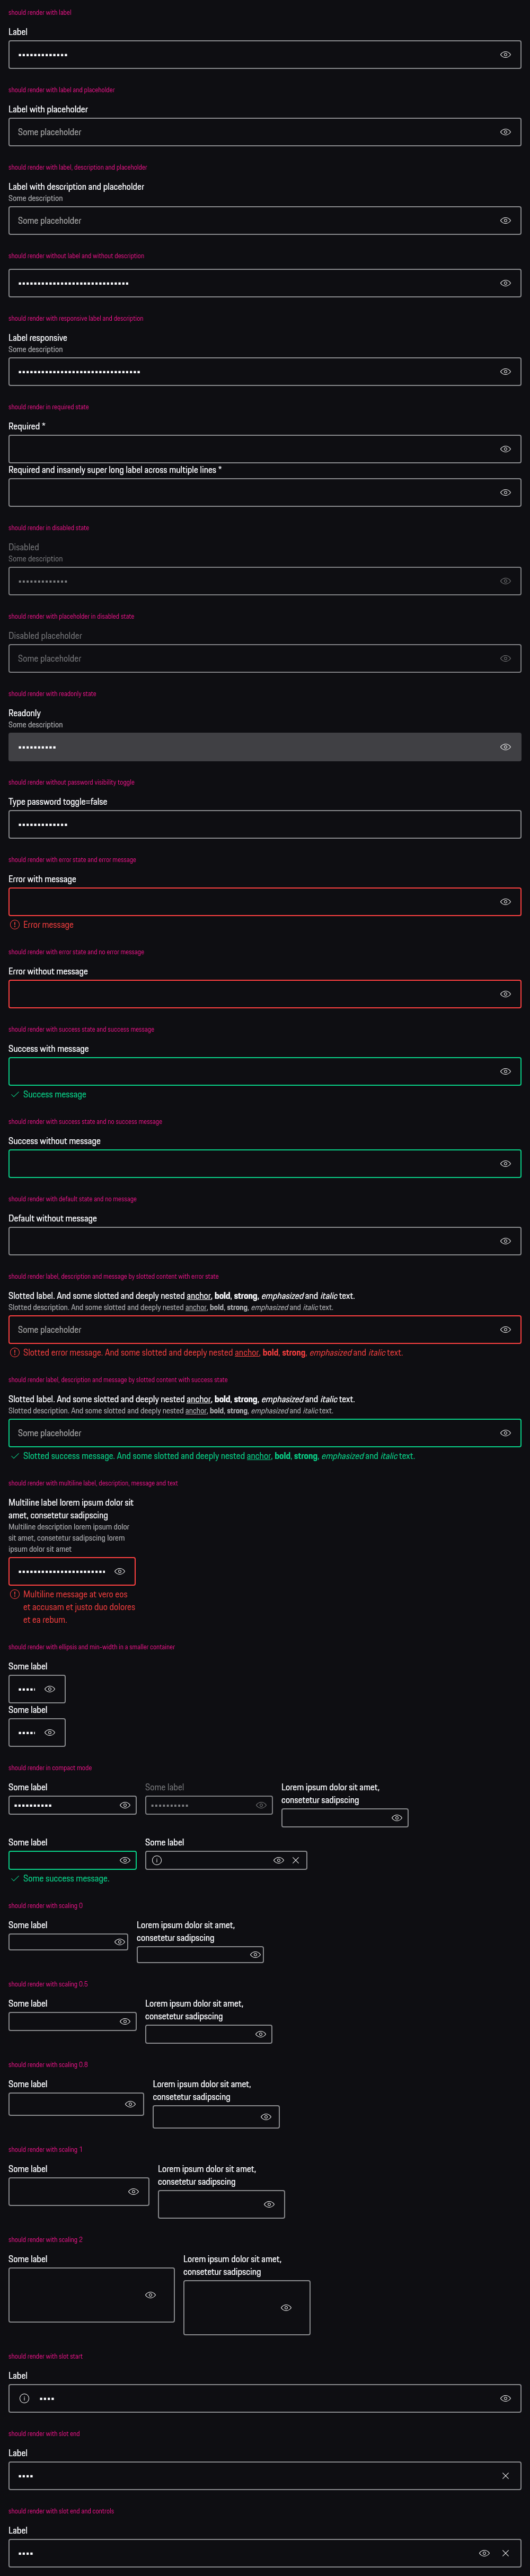 should render with label
Label
should render with label and placeholder
Label with placeholder
Some placeholder
should render with label, description and placeholder
Label with description and placeholder
Some description
Some placeholder
should render without label and without description
should render with responsive label and description
Label responsive
Some description
should render in required state
Required *
Required and insanely super long label across multiple lines *
should render in disabled state
Disabled
Some description
should render with placeholder in disabled state
Disabled placeholder
Some placeholder
should render with readonly state
Readonly
Some description
should render without password visibility toggle
Type password toggle=false
should render with error state and error message
Error with message
Error message
should render with error state and no error message
Error without message
should render with success state and success message
Success with message
Success message
should render with success state and no success message
Success without message
should render with default state and no message
Default without message
should render label, description and message by slotted content with error state
Slotted label. And some slotted and deeply nested anchor, bold, strong, emphasized and italic text.
Slotted description. And some slotted and deeply nested anchor, bold, strong, emphasized and italic text.
Some placeholder
Slotted error message. And some slotted and deeply nested anchor, bold, strong, emphasized and italic text.
should render label, description and message by slotted content with success state
Slotted label. And some slotted and deeply nested anchor, bold, strong, emphasized and italic text.
Slotted description. And some slotted and deeply nested anchor, bold, strong, emphasized and italic text.
Some placeholder
Slotted success message. And some slotted and deeply nested anchor, bold, strong, emphasized and italic text.
should render with multiline label, description, message and text
Multiline label lorem ipsum dolor sit
amet, consetetur sadipscing
Multiline description lorem ipsum dolor
sit amet, consetetur sadipscing lorem
ipsum dolor sit amet
Multiline message at vero eos
et accusam et justo duo dolores
et ea rebum.
should render with ellipsis and min-width in a smaller container
Some label
Some label
should render in compact mode
Some label
Some label
Lorem ipsum dolor sit amet,
consetetur sadipscing
Some label
Some label
Some success message.
should render with scaling 0
Some label
Lorem ipsum dolor sit amet,
consetetur sadipscing
should render with scaling 0.5
Some label
Lorem ipsum dolor sit amet,
consetetur sadipscing
should render with scaling 0.8
Some label
Lorem ipsum dolor sit amet,
consetetur sadipscing
should render with scaling 1
Some label
Lorem ipsum dolor sit amet,
consetetur sadipscing
should render with scaling 2
Some label
Lorem ipsum dolor sit amet,
consetetur sadipscing
should render with slot start
Label
should render with slot end
Label
should render with slot end and controls
Label